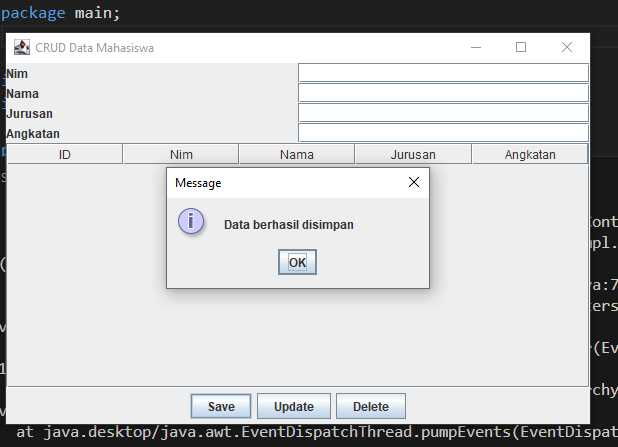 package main;
CRUD Data Mahasiswa
Nim
Nama
Jurusan
Angkatan
ID Nim Nama Jurusan Angkatan
Message
Data berhasil disimpan
OK
Save Update Delete
at java.desktop/java.awt.EventDispatchThread.pumpEvents(EventDispat